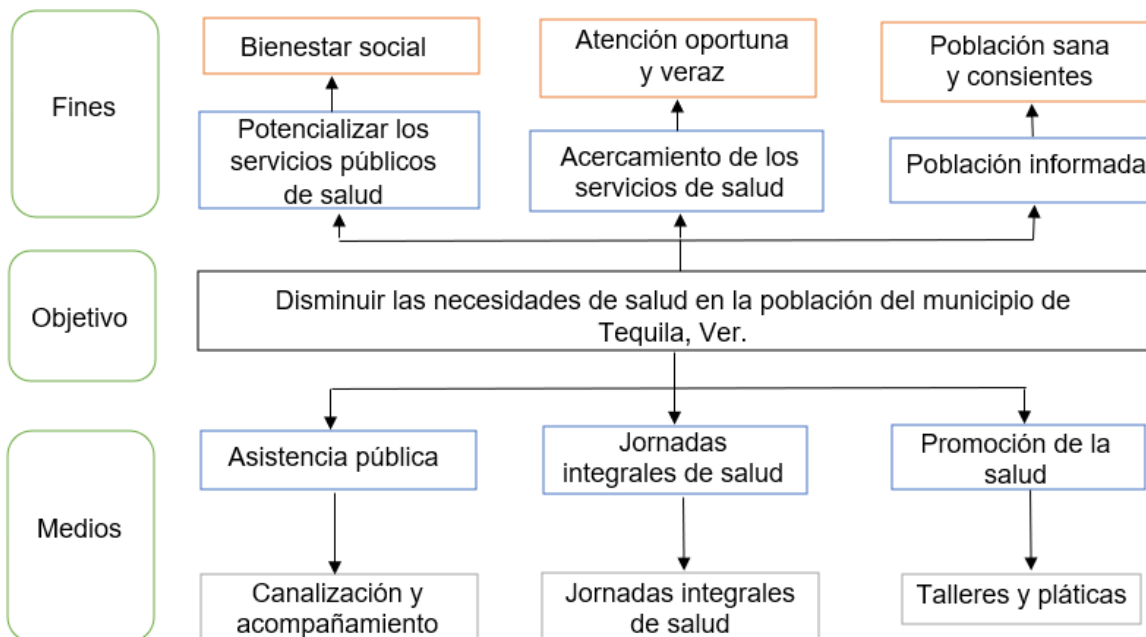 Fines
Bienestar social
Atención oportuna
y veraz
Población sana
y consientes
Potencializar los
servicios públicos
de salud
Acercamiento de los
servicios de salud
Población informada
Objetivo
Disminuir las necesidades de salud en la población del municipio de
Tequila, Ver.
Medios
Asistencia pública
Jornadas
integrales de salud
Promoción de la
salud
Canalización y
acompañamiento
Jornadas integrales
de salud
Talleres y pláticas